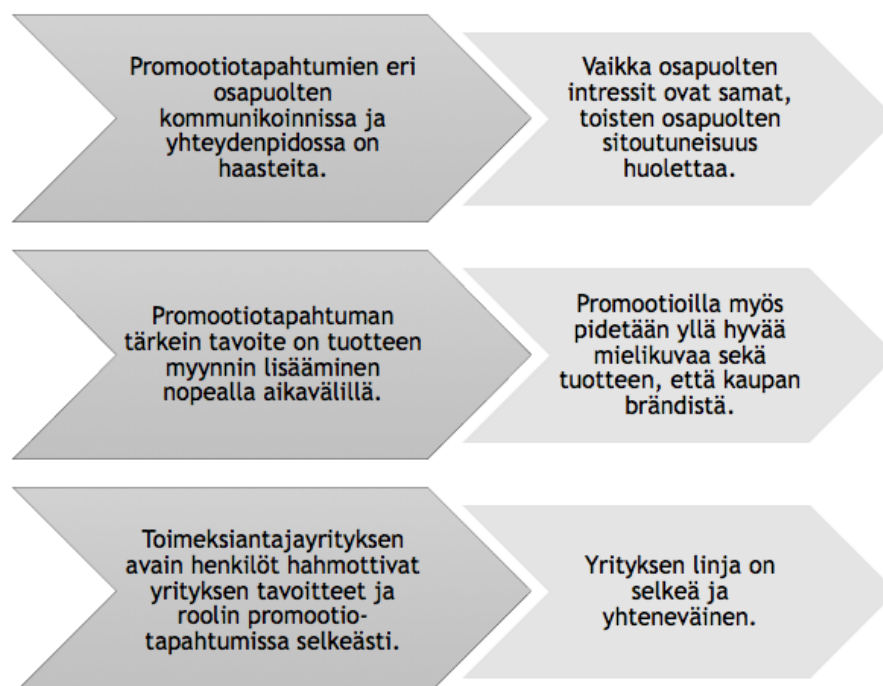 Promootiotapahtumien eri
osapuolten
kommunikoinnissa ja
yhteydenpidossa on
haasteita.
Vaikka osapuolten
intressit ovat samat,
toisten osapuolten
sitoutuneisuus
huolettaa.
Promootiotapahtuman
tärkein tavoite on tuotteen
myynnin lisääminen
nopealla aikavälillä.
Promootioilla myös
pidetään yllä hyvää
mielikuvaa sekä
tuotteen, että kaupan
brändistä.
Toimeksiantajayrityksen
avain henkilöt hahmottivat
yrityksen tavoitteet ja
roolin promootio-
tapahtumissa selkeästi.
Yrityksen linja on
selkeä ja
yhteneväinen.